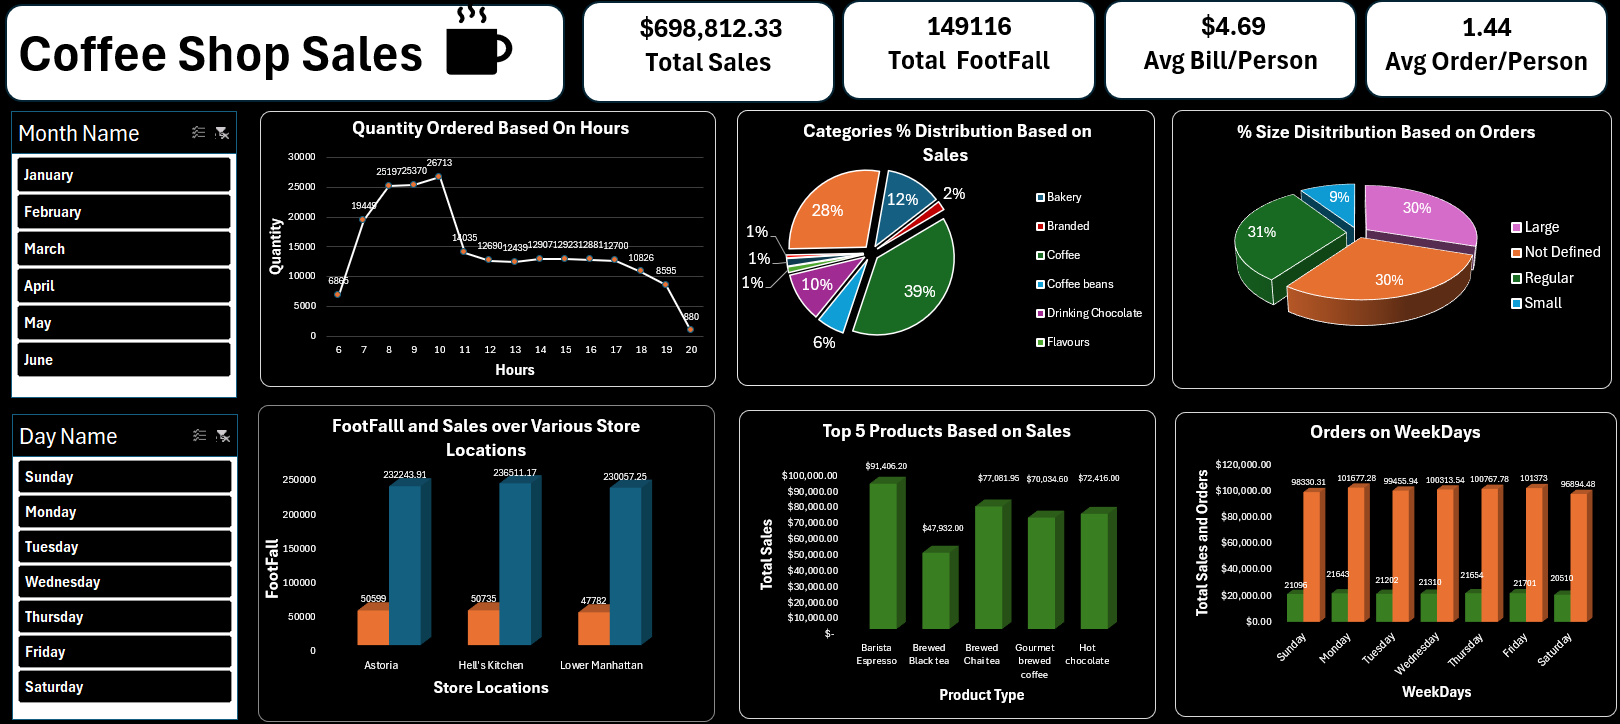 Coffee Shop Sales
$698,812.33
Total Sales
149116
Total FootFall
$4.69
Avg Bill/Person
1.44
Avg Order/Person
Month Name
January
February
March
April
May
June
Day Name
Sunday
Monday
Tuesday
Wednesday
Thursday
Friday
Saturday
Quantity Ordered Based On Hours
Quantity
30000
25000
20000
15000
10000
5000
0
6865
19449
25197
25370
26713
14035
12690
12439
12907
12923
12881
12700
10826
8595
880
6 7 8 9 10 11 12 13 14 15 16 17 18 19 20
Hours
Categories % Distribution Based on
Sales
12%
2%
39%
6%
10%
1%
1%
1%
28%
Bakery
Branded
Coffee
Coffee beans
Drinking Chocolate
Flavours
% Size Disitribution Based on Orders
9%
30%
31%
30%
Large
Not Defined
Regular
Small
FootFalll and Sales over Various Store
Locations
FootFall
250000
200000
150000
100000
50000
0
232243.91
236511.17
230057.25
50599
50735
47782
Astoria
Hell's Kitchen
Lower Manhattan
Store Locations
Top 5 Products Based on Sales
Total Sales
$100,000.00
$90,000.00
$80,000.00
$70,000.00
$60,000.00
$50,000.00
$40,000.00
$30,000.00
$20,000.00
$10,000.00
$-
$91,406.20
$47,932.00
$77,081.95
$70,034.60
$72,416.00
Barista
Espresso
Brewed
Black tea
Brewed
Chai tea
Gourmet
brewed
coffee
Hot
chocolate
Product Type
Orders on WeekDays
Total Sales and Orders
$120,000.00
$100,000.00
$80,000.00
$60,000.00
$40,000.00
$20,000.00
$0.00
98330.31
101677.28
99455.94
100313.54
100767.78
101373
96894.48
21096
21643
21202
21310
21654
21701
20510
Sunday
Monday
Tuesday
Wednesday
Thursday
Friday
Saturday
WeekDays